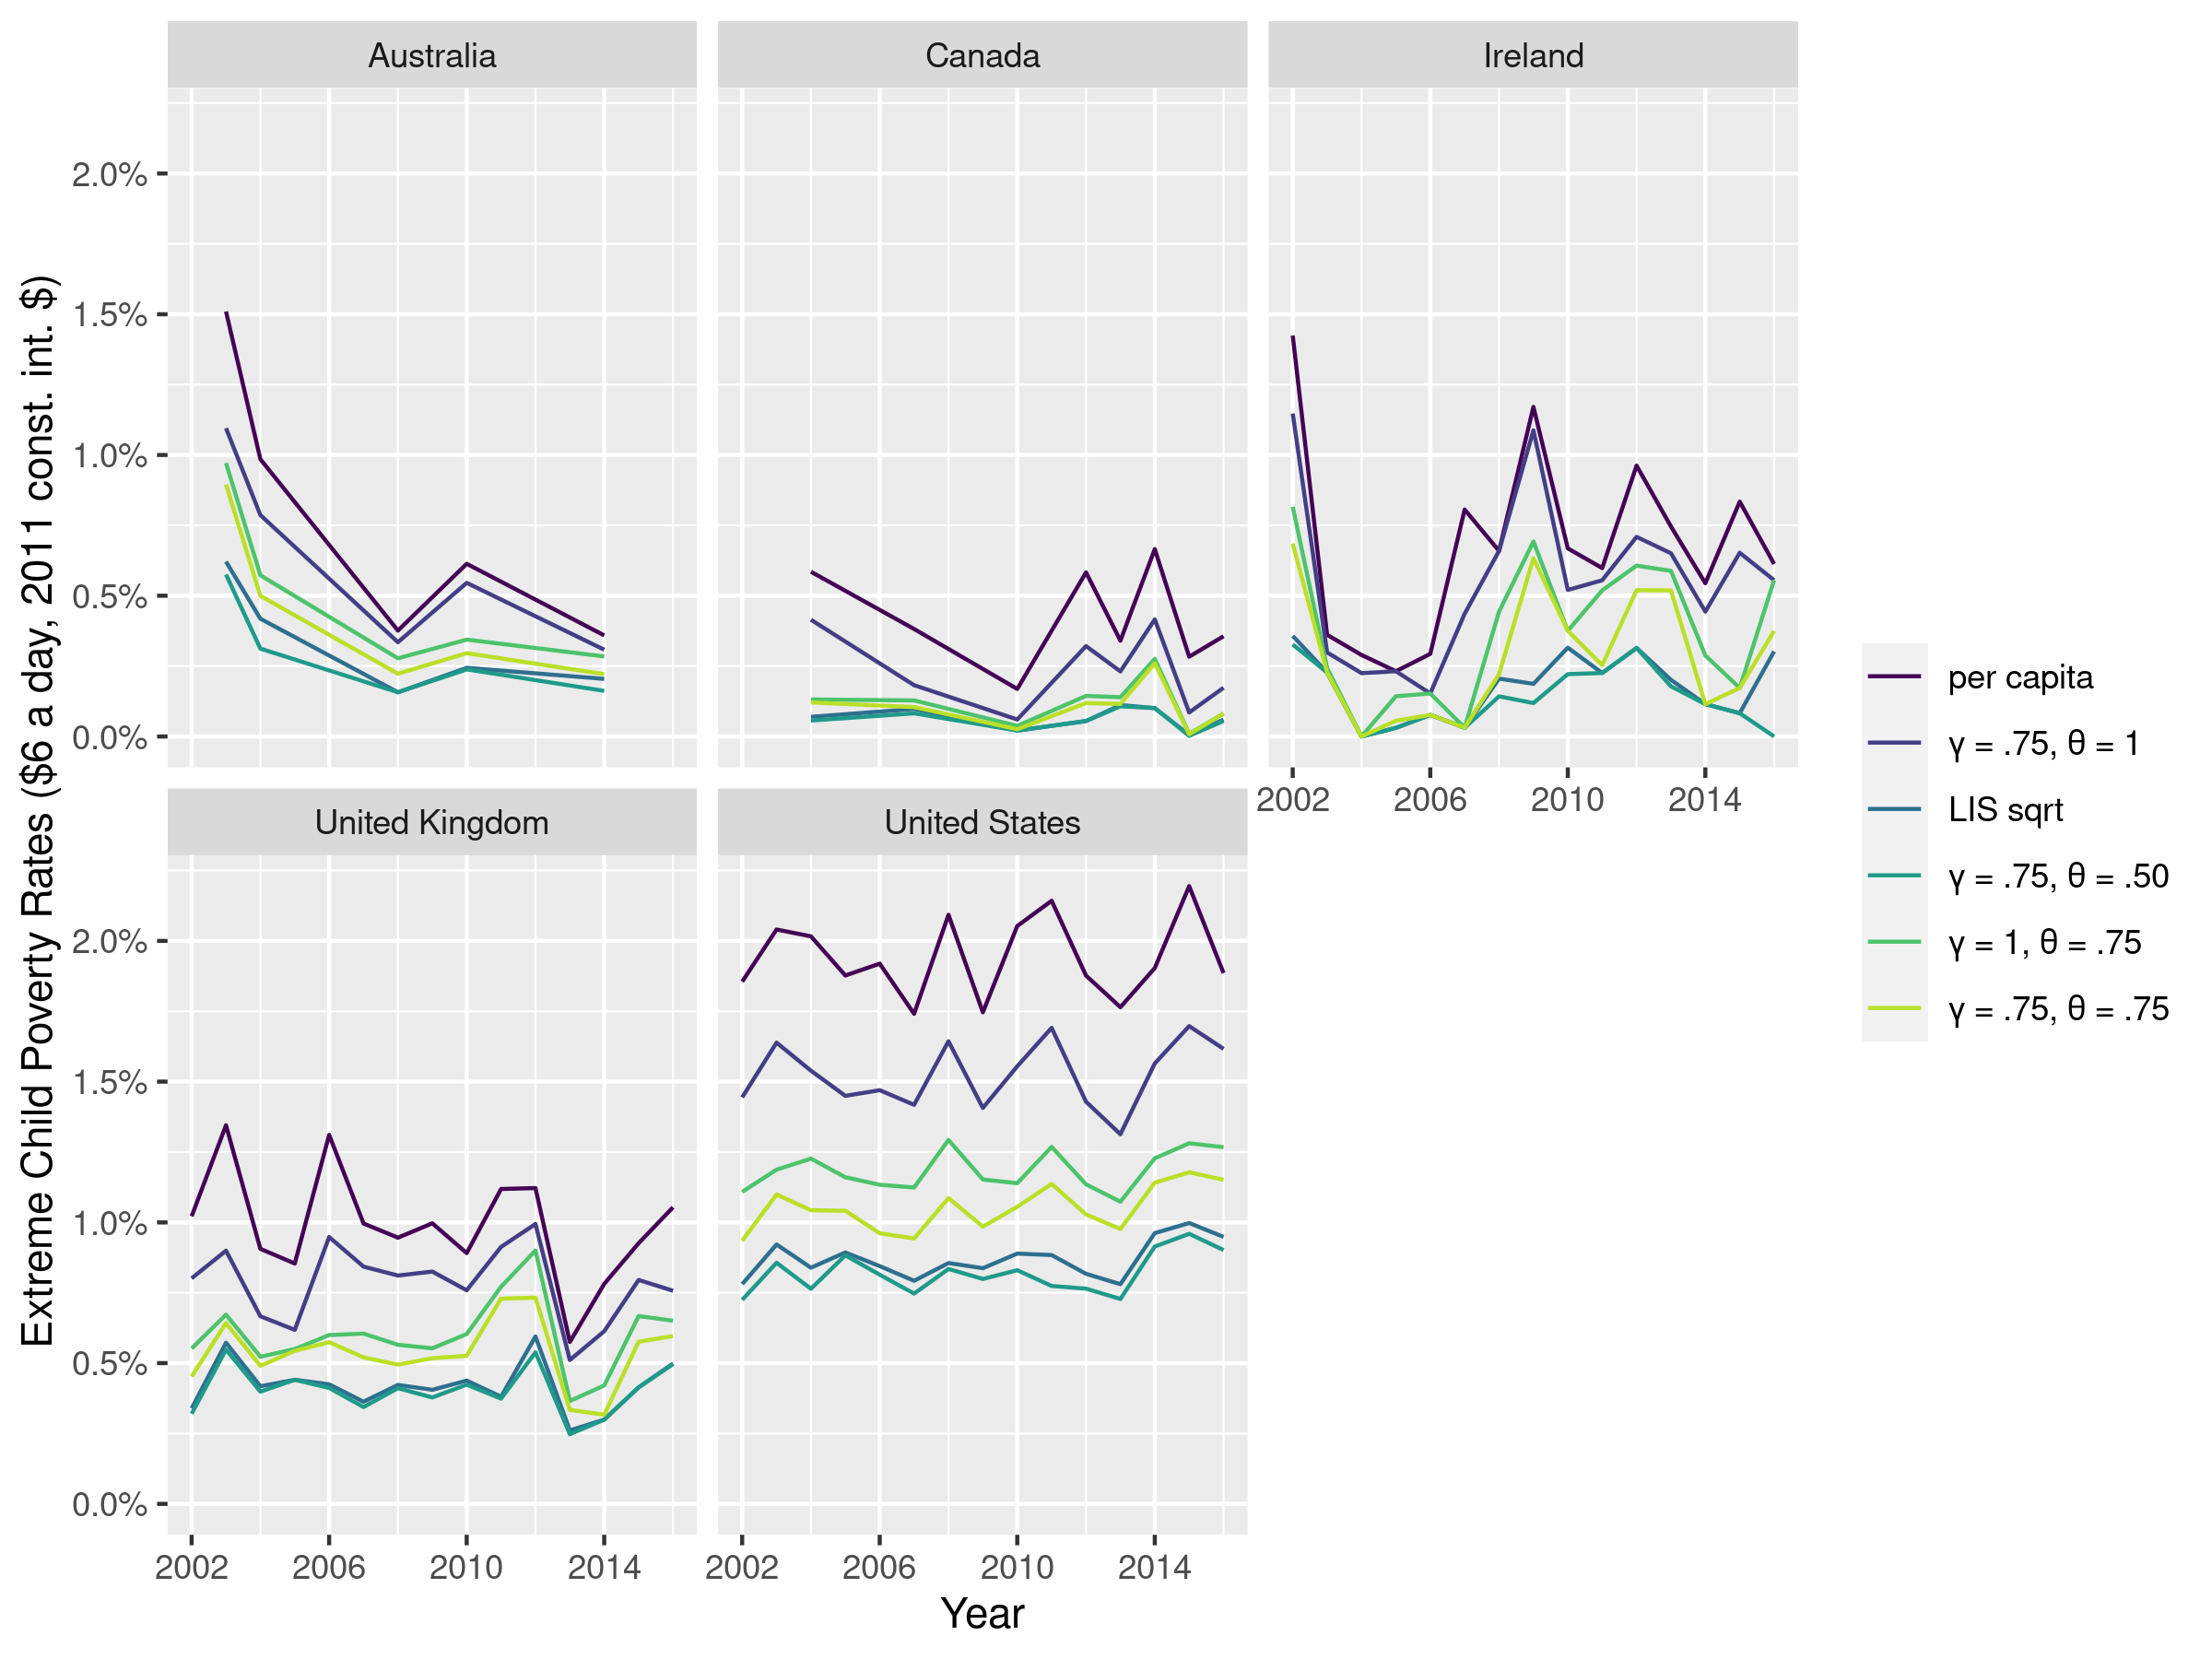 Australia
Canada
Ireland
2.0%
1.5%
1.0%
0.5%
0.0%
2002 2006 2010 2014
United Kingdom
United States
2.0%
1.5%
1.0%
0.5%
0.0%
2002 2006 2010 2014
2002 2006 2010 2014
Year
Extreme Child Poverty Rates ($6 a day, 2011 const. int. $)
per capita
γ = .75, θ = 1
LIS sqrt
γ = .75, θ = .50
γ = 1, θ = .75
γ = .75, θ = .75